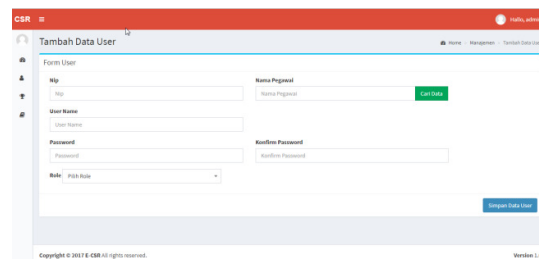 CSR
Hallo, admi
Tambah Data User
Home > Manajemen > Tambah Data Use
Form User
Nip
Nama Pegawai
Nip
Nama Pegawai
Cari Data
User Name
User Name
Password
Konfirm Password
Password
Konfirm Password
Role
Pilih Role
Simpan Data User
Copyright © 2017 E-CSR All rights reserved.
Version 1.